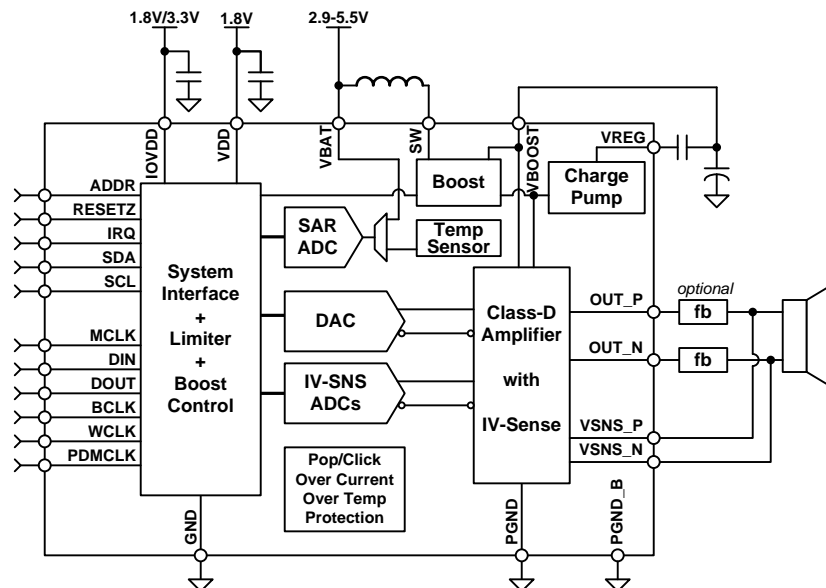 1.8V/3.3V
1.8V
2.9-5.5V
IOVDD
VDD
VBAT
SW
VBOOST
VREG
ADDR
RESETZ
IRQ
SDA
SCL
MCLK
DIN
DOUT
BCLK
WCLK
PDMCLK
System
Interface
+
Limiter
+
Boost
Control
Boost
Charge
Pump
SAR
ADC
Temp
Sensor
DAC
IV-SNS
ADCs
Class-D
Amplifier
with
IV-Sense
OUT_P
OUT_N
optional
fb
fb
VSNS_P
VSNS_N
Pop/Click
Over Current
Over Temp
Protection
GND
PGND
PGND_B